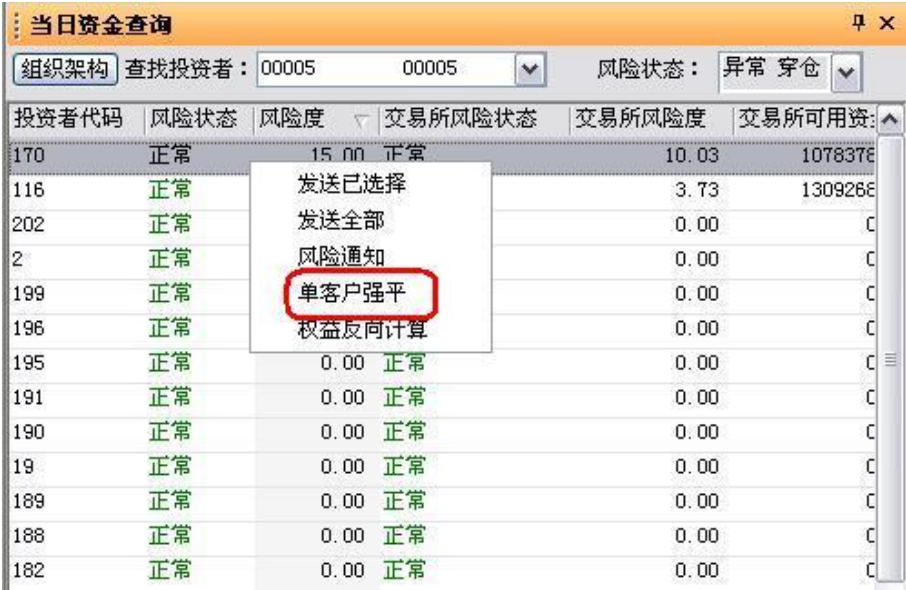 当日资金查询
组织架构 查找投资者： 00005 00005 风险状态： 异常 穿仓
投资者代码 风险状态 风险度 交易所风险状态 交易所风险度 交易所可用资
170 正常 15.00 正常 10.03 1078378
116 正常 3.73 1309268
202 正常 0.00
2 正常 0.00
199 正常 0.00
196 正常 0.00
发送已选择
发送全部
风险通知
单客户强平
权益反向计算
195 正常 0.00 正常 0.00
191 正常 0.00 正常 0.00
190 正常 0.00 正常 0.00
19 正常 0.00 正常 0.00
189 正常 0.00 正常 0.00
188 正常 0.00 正常 0.00
182 正常 0.00 正常 0.00